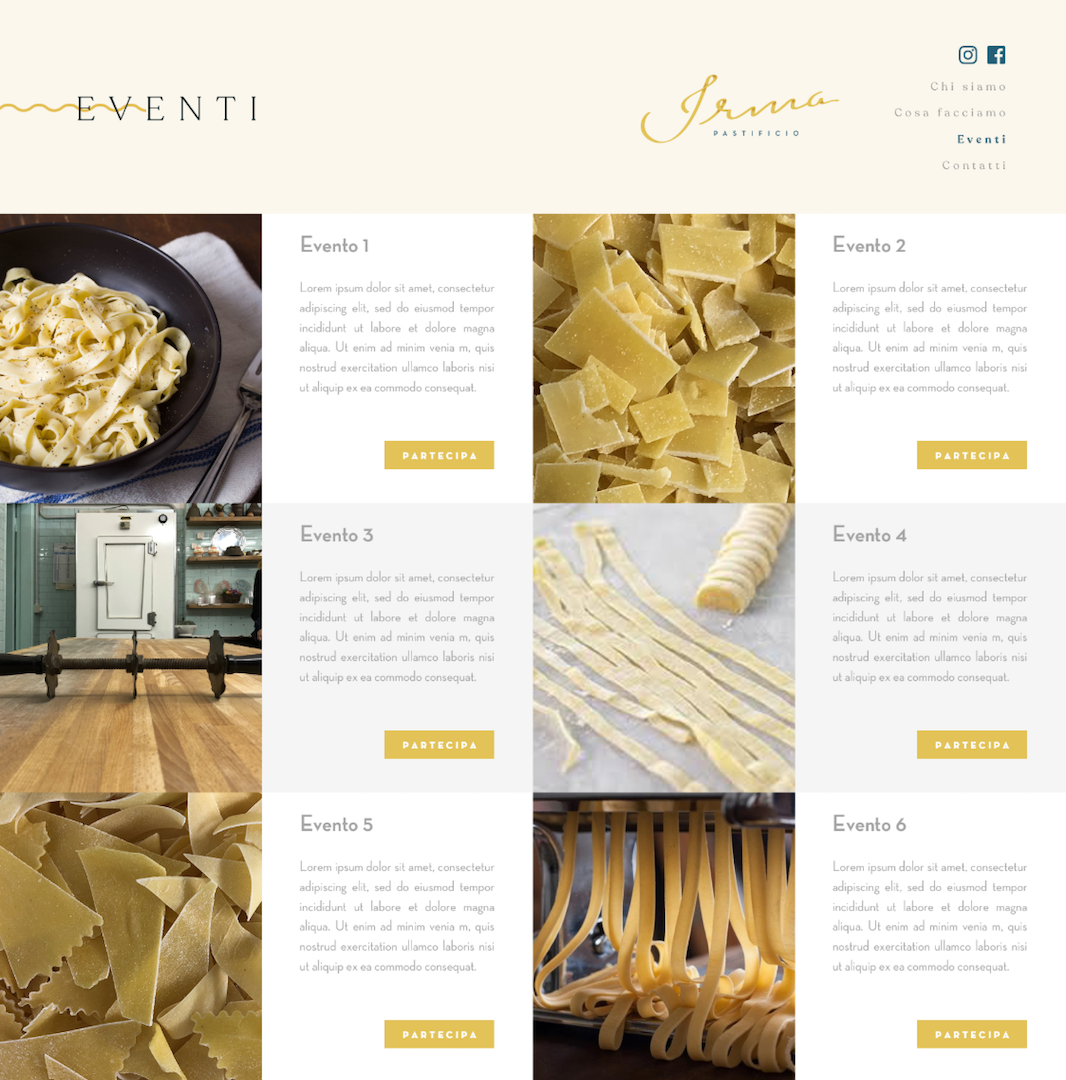 EVENTI
Irma
PASTIFICIO
Chi siamo
Cosa facciamo
Eventi
Contatti
Evento 1
Lorem ipsum dolor sit amet, consectetur
adipiscing elit, sed do eiusmod tempor
incididunt ut labore et dolore magna
aliqua. Ut enim ad minim venia m, quis
nostrud exercitation ullamco laboris nisi
ut aliquip ex ea commodo consequat.
PARTECIPA
Evento 2
Lorem ipsum dolor sit amet, consectetur
adipiscing elit, sed do eiusmod tempor
incididunt ut labore et dolore magna
aliqua. Ut enim ad minim venia m, quis
nostrud exercitation ullamco laboris nisi
ut aliquip ex ea commodo consequat.
PARTECIPA
Evento 3
Lorem ipsum dolor sit amet, consectetur
adipiscing elit, sed do eiusmod tempor
incididunt ut labore et dolore magna
aliqua. Ut enim ad minim venia m, quis
nostrud exercitation ullamco laboris nisi
ut aliquip ex ea commodo consequat.
PARTECIPA
Evento 4
Lorem ipsum dolor sit amet, consectetur
adipiscing elit, sed do eiusmod tempor
incididunt ut labore et dolore magna
aliqua. Ut enim ad minim venia m, quis
nostrud exercitation ullamco laboris nisi
ut aliquip ex ea commodo consequat.
PARTECIPA
Evento 5
Lorem ipsum dolor sit amet, consectetur
adipiscing elit, sed do eiusmod tempor
incididunt ut labore et dolore magna
aliqua. Ut enim ad minim venia m, quis
nostrud exercitation ullamco laboris nisi
ut aliquip ex ea commodo consequat.
PARTECIPA
Evento 6
Lorem ipsum dolor sit amet, consectetur
adipiscing elit, sed do eiusmod tempor
incididunt ut labore et dolore magna
aliqua. Ut enim ad minim venia m, quis
nostrud exercitation ullamco laboris nisi
ut aliquip ex ea commodo consequat.
PARTECIPA